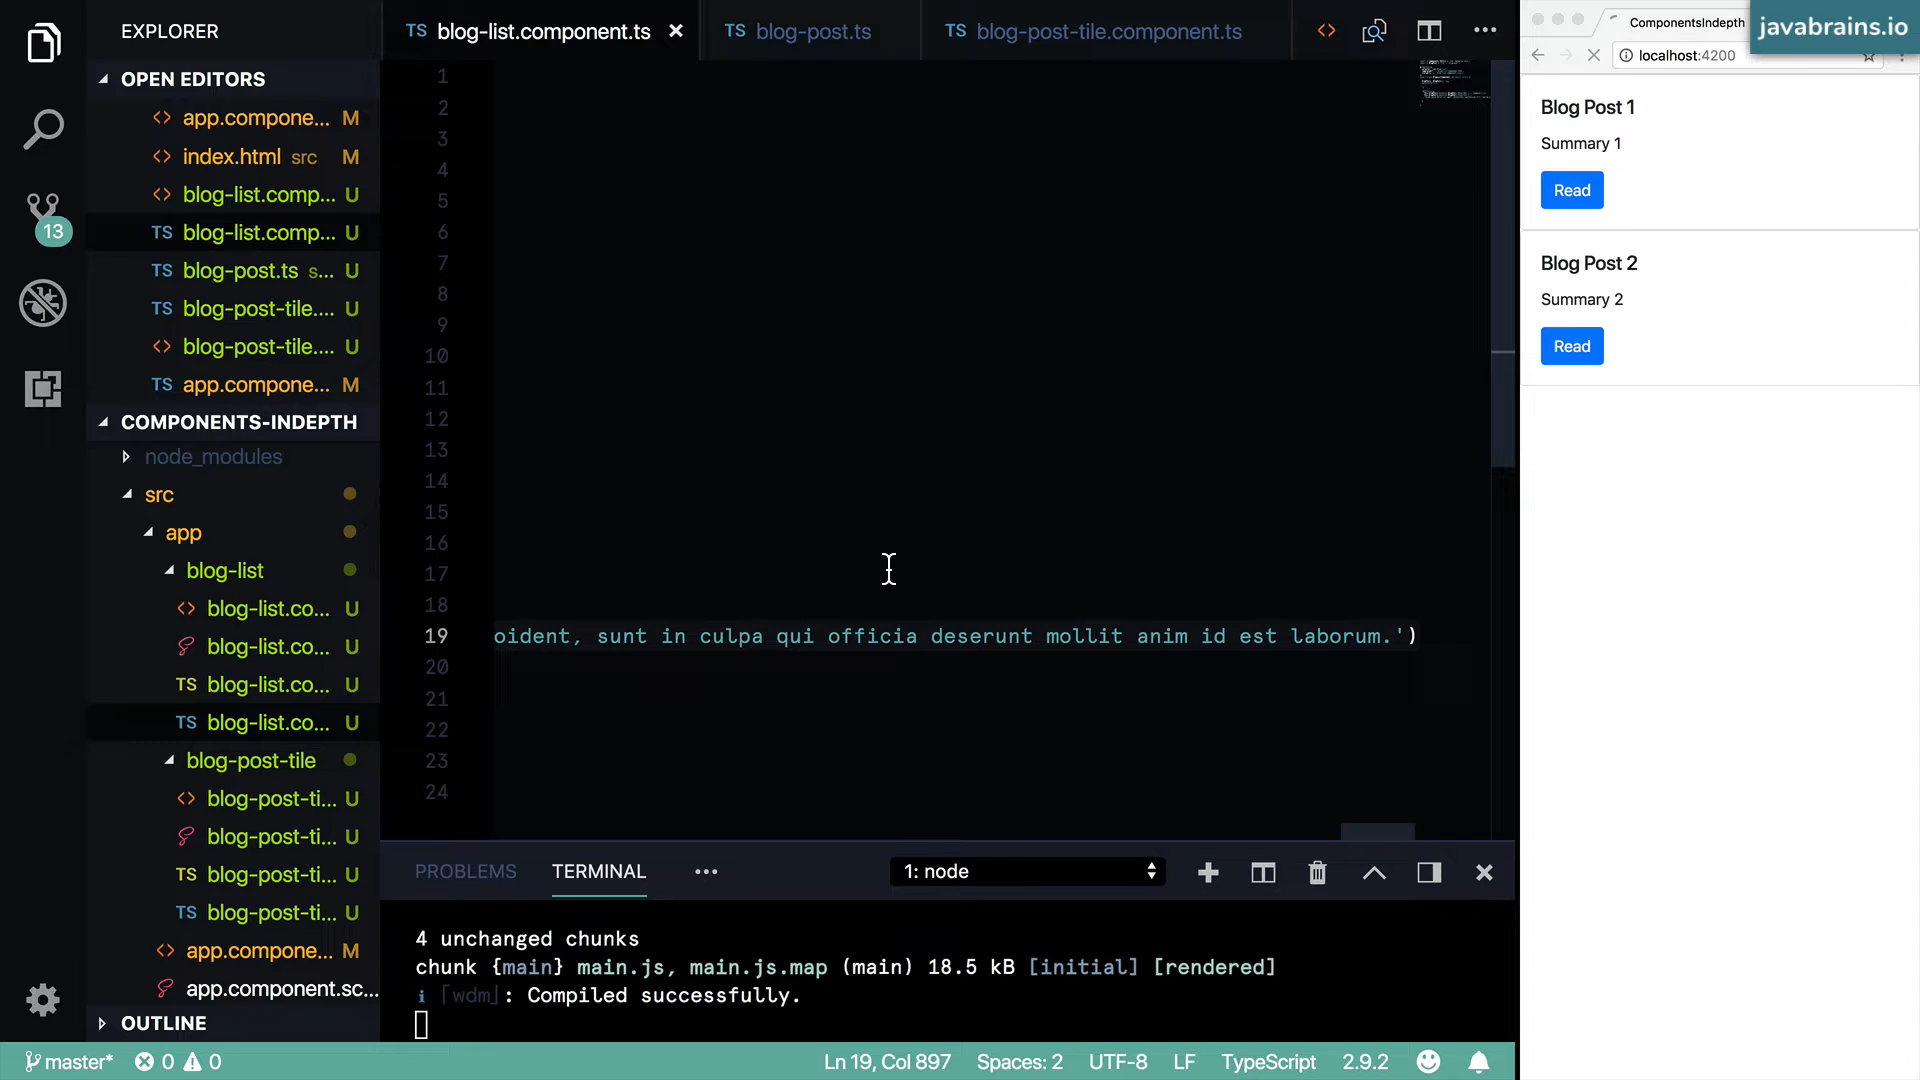 EXPLORER
OPEN EDITORS
<> app.compone... M
<> index.html src M
<> blog-list.comp... U
TS blog-list.comp... U
TS blog-post.ts s... U
TS blog-post-tile.... U
<> blog-post-tile.... U
TS app.compone... M
COMPONENTS-INDEPTH
node_modules
src
app
blog-list
<> blog-list.co... U
blog-list.co... U
TS blog-list.co... U
TS blog-list.co... U
blog-post-tile
<> blog-post-ti... U
blog-post-ti... U
TS blog-post-ti... U
TS blog-post-ti... U
<> app.compone... M
app.component.sc...
OUTLINE
13
TS blog-list.component.ts
TS blog-post.ts
TS blog-post-tile.component.ts
1
2
3
4
5
6
7
8
9
10
11
12
13
14
15
16
17
18
19 oident, sunt in culpa qui officia deserunt mollit anim id est laborum.')
20
21
22
23
24
PROBLEMS TERMINAL 1: node
4 unchanged chunks
chunk {main} main.js, main.js.map (main) 18.5 kB [initial] [rendered]
i ｢wdm｣: Compiled successfully.
master* 0 0 Ln 19, Col 897 Spaces: 2 UTF-8 LF TypeScript 2.9.2
ComponentsIndepth
javabrains.io
localhost:4200
Blog Post 1
Summary 1
Read
Blog Post 2
Summary 2
Read